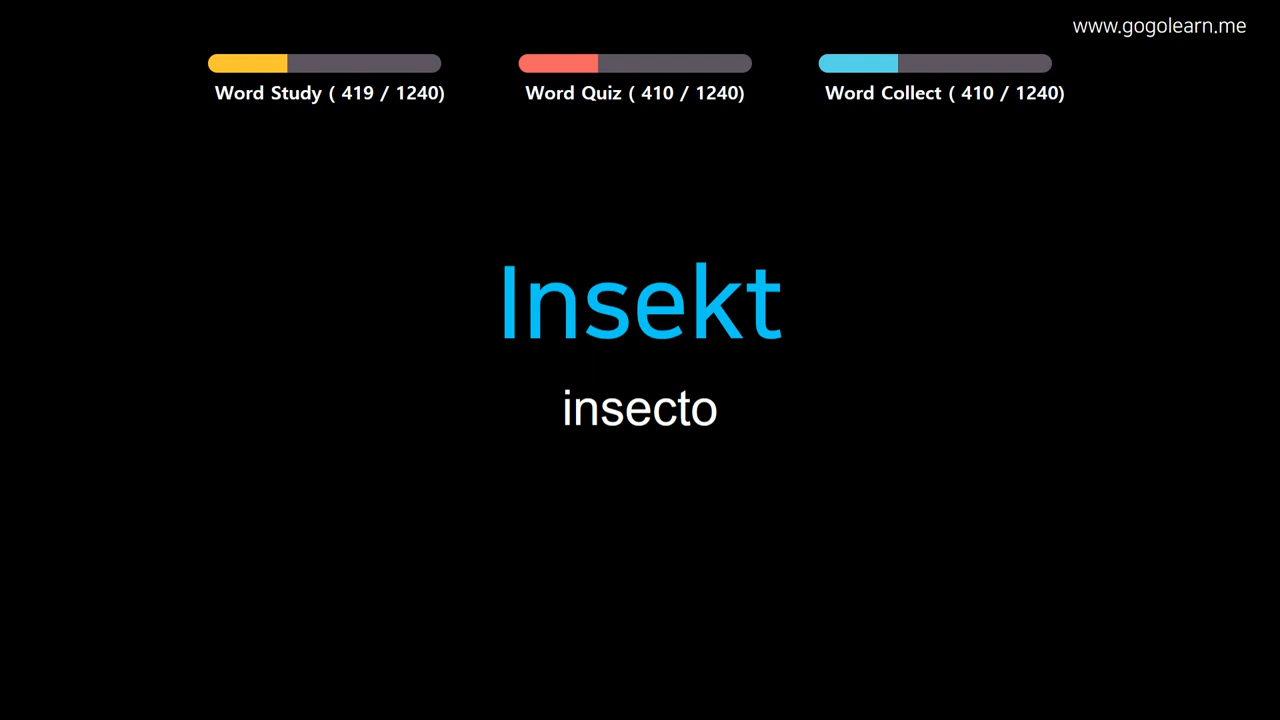 www.gogolearn.me
Word Study ( 419 / 1240)
Word Quiz ( 410 / 1240)
Word Collect ( 410 / 1240)
Insekt
insecto